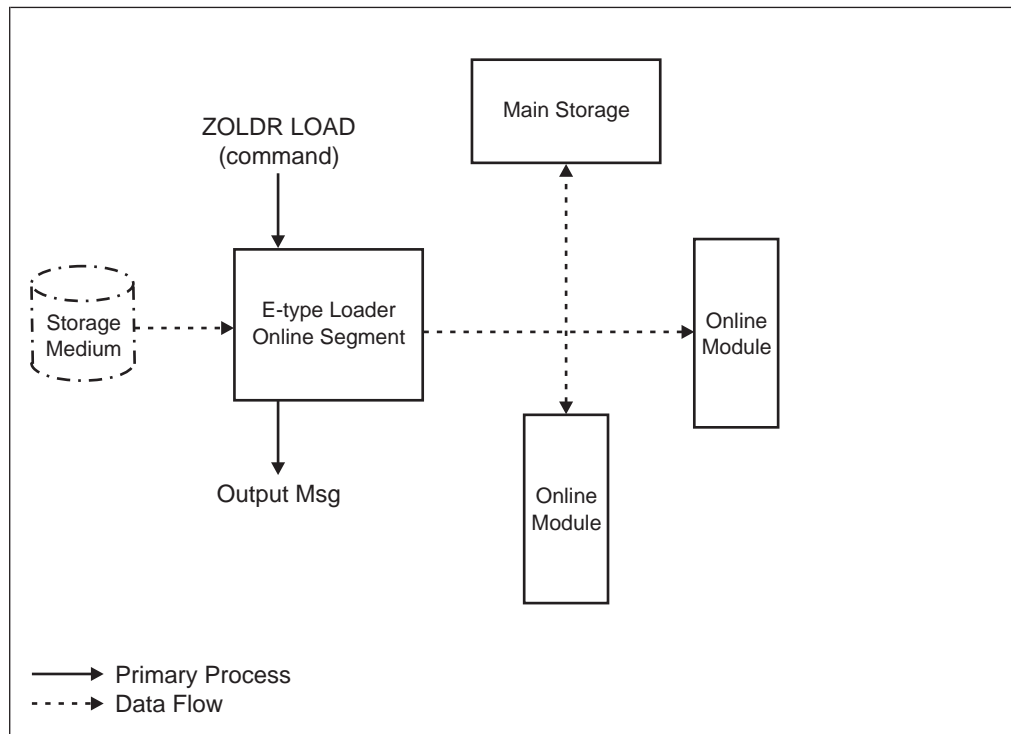 Main Storage
ZOLDR LOAD
(command)
Storage
Medium
E-type Loader
Online Segment
Online
Module
Output Msg
Online
Module
Primary Process
Data Flow